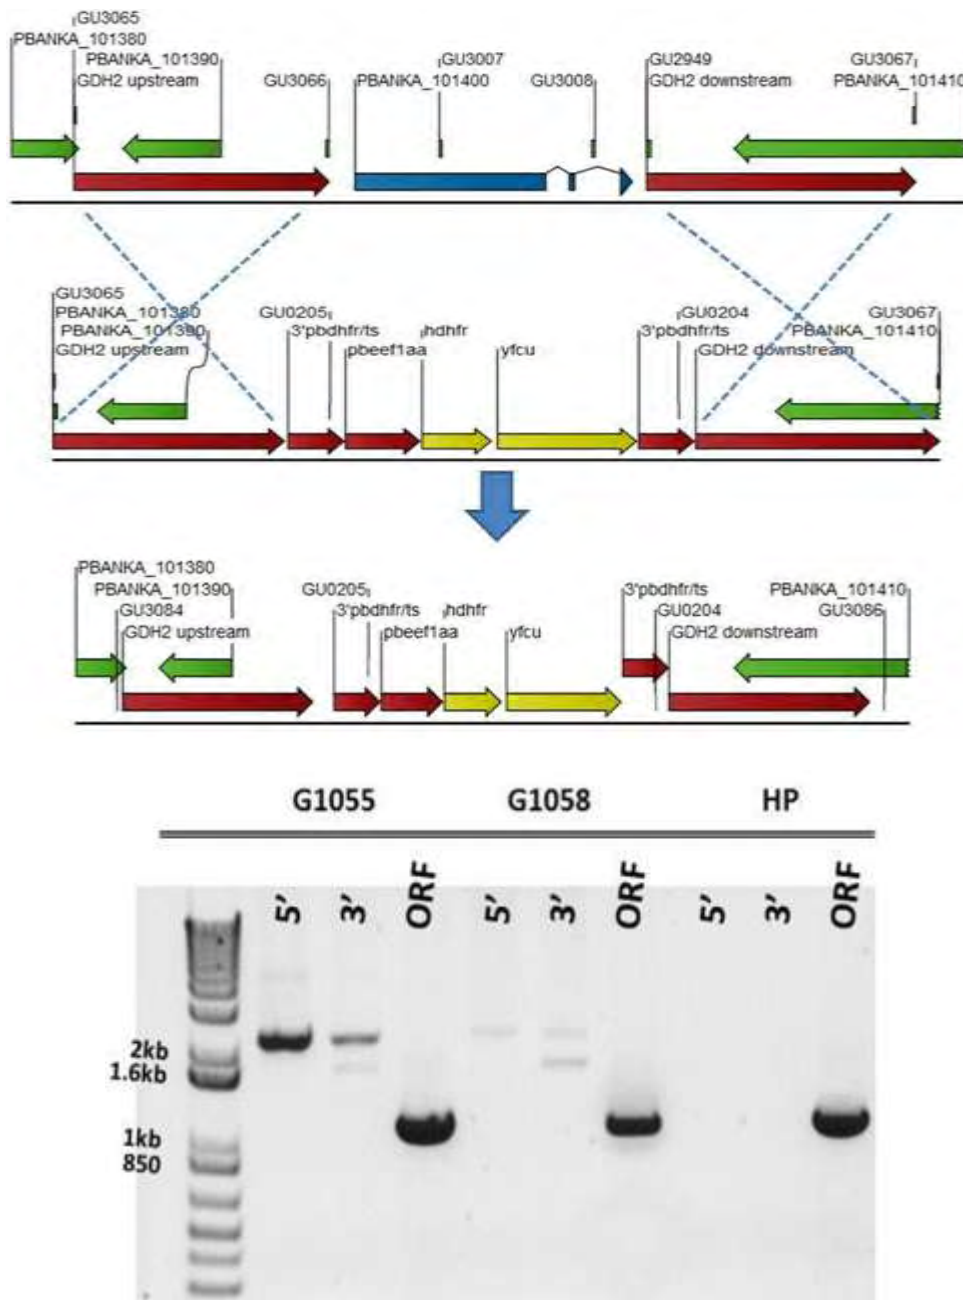 GU3065
PBANKA_101380
PBANKA_101390 GU3007 GU2949 GU3067
GDH2 upstream GU3066 PBANKA_101400 GU3008 GDH2 downstream PBANKA_101410
GU3065
PBANKA_101380 GU0205 GU0204 GU3067
PBANKA_101390 3'pbdhfr/ts hdhfr 3'pbdhfr/ts PBANKA_101410
GDH2 upstream pbeef1aa yfcu GDH2 downstream
PBANKA_101380
PBANKA_101390 GU0205 3'pbdhfr/ts PBANKA_101410
GU3084 3'pbdhfr/ts hdhfr GU0204 GU3086
GDH2 upstream pbeef1aa yfcu GDH2 downstream
G1055 G1058 HP
5' 3' ORF 5' 3' ORF 5' 3' ORF
2kb
1.6kb
1kb
850